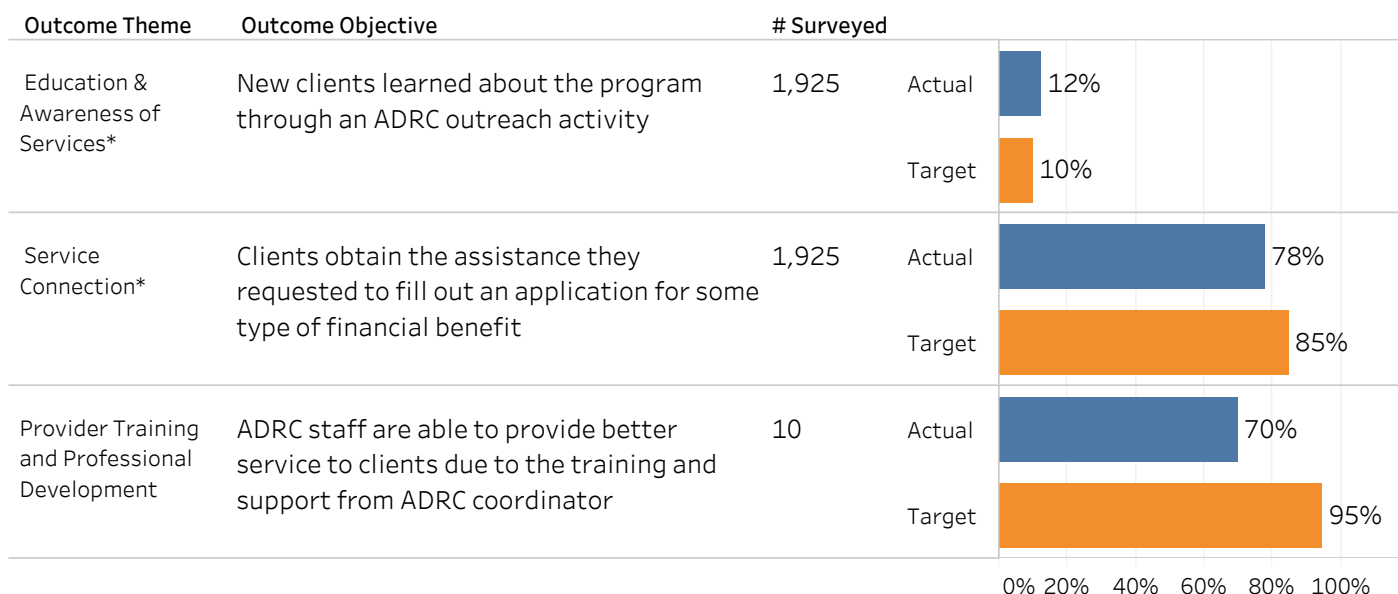 Outcome Theme Outcome Objective # Surveyed
Education & New clients learned about the program 1,925 Actual 12%
Awareness of through an ADRC outreach activity
Services*
Target 10%
Service Clients obtain the assistance they 1,925 Actual 78%
Connection* requested to fill out an application for some
type of financial benefit
Target 85%
Provider Training ADRC staff are able to provide better 10 Actual 70%
and Professional service to clients due to the training and
Development support from ADRC coordinator
Target 95%
0% 20% 40% 60% 80% 100%